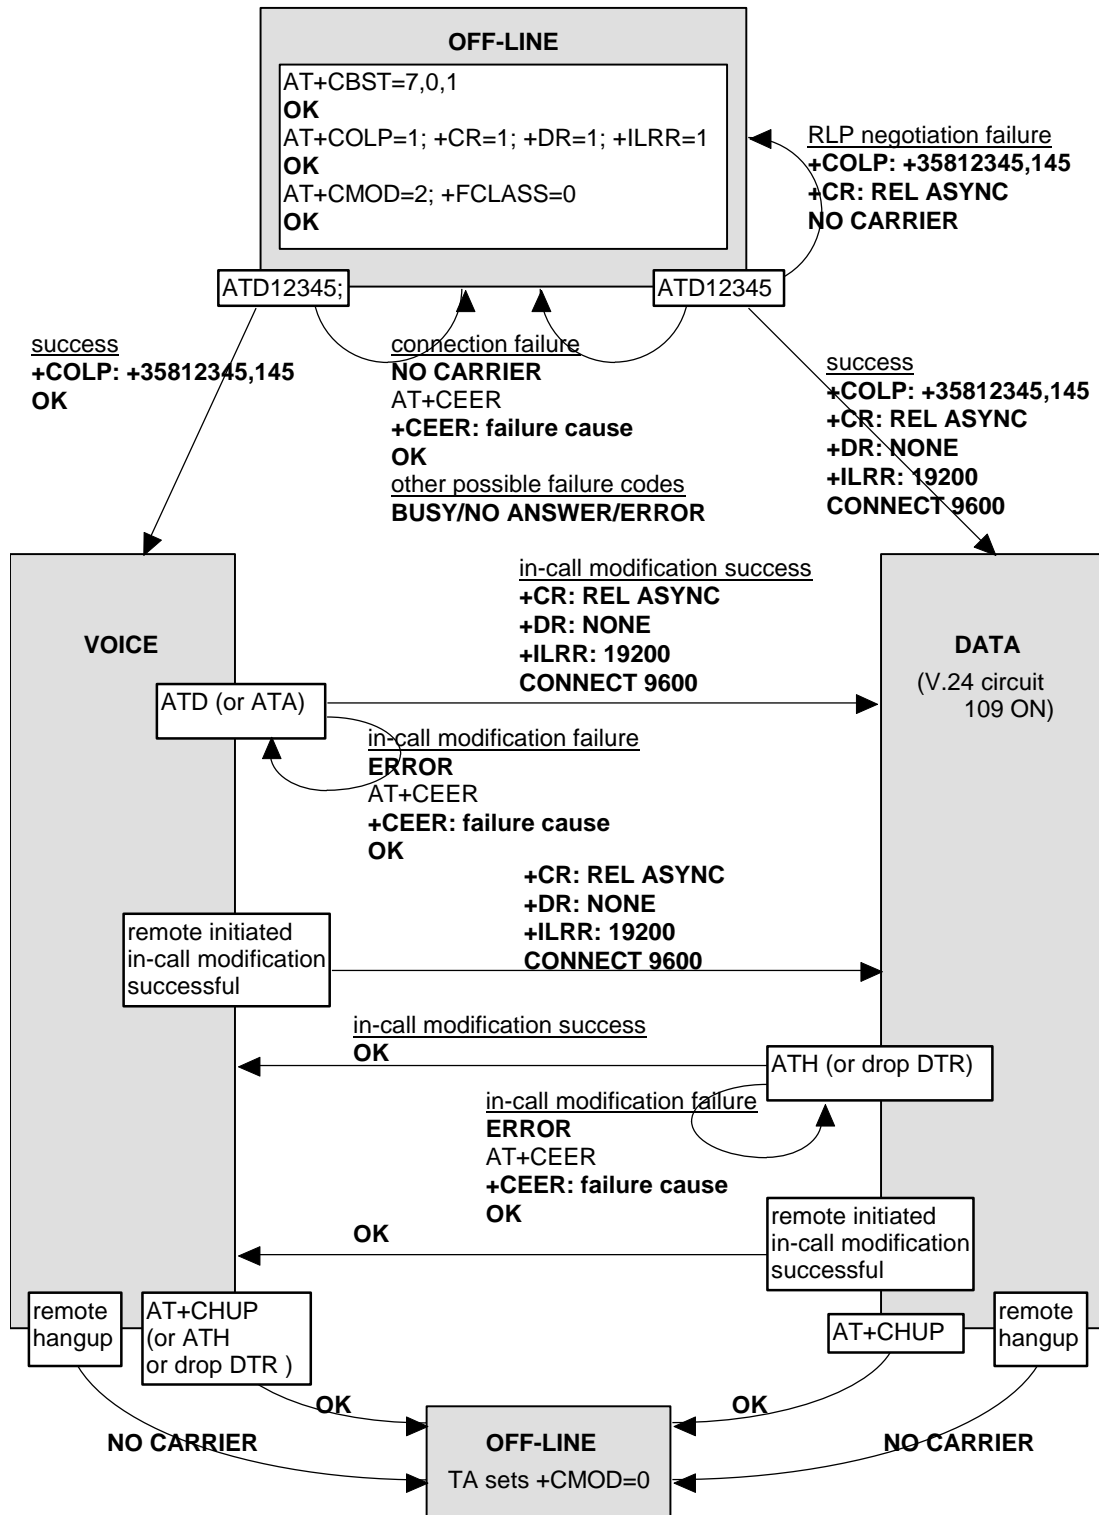 OFF-LINE
AT+CBST=7,0,1
OK
AT+COLP=1; +CR=1; +DR=1; +ILRR=1
OK
AT+CMOD=2; +FCLASS=0
OK
RLP negotiation failure
+COLP: +35812345,145
+CR: REL ASYNC
NO CARRIER
ATD12345;
ATD12345
success
+COLP: +35812345,145
OK
connection failure
NO CARRIER
AT+CEER
+CEER: failure cause
OK
other possible failure codes
BUSY/NO ANSWER/ERROR
success
+COLP: +35812345,145
+CR: REL ASYNC
+DR: NONE
+ILRR: 19200
CONNECT 9600
VOICE
in-call modification success
+CR: REL ASYNC
+DR: NONE
+ILRR: 19200
CONNECT 9600
DATA
(V.24 circuit
109 ON)
ATD (or ATA)
in-call modification failure
ERROR
AT+CEER
+CEER: failure cause
OK
+CR: REL ASYNC
+DR: NONE
+ILRR: 19200
CONNECT 9600
remote initiated
in-call modification
successful
in-call modification success
OK
ATH (or drop DTR)
in-call modification failure
ERROR
AT+CEER
+CEER: failure cause
OK
remote initiated
in-call modification
successful
OK
remote
hangup
AT+CHUP
(or ATH
or drop DTR )
AT+CHUP
remote
hangup
OK
OK
NO CARRIER
NO CARRIER
OFF-LINE
TA sets +CMOD=0